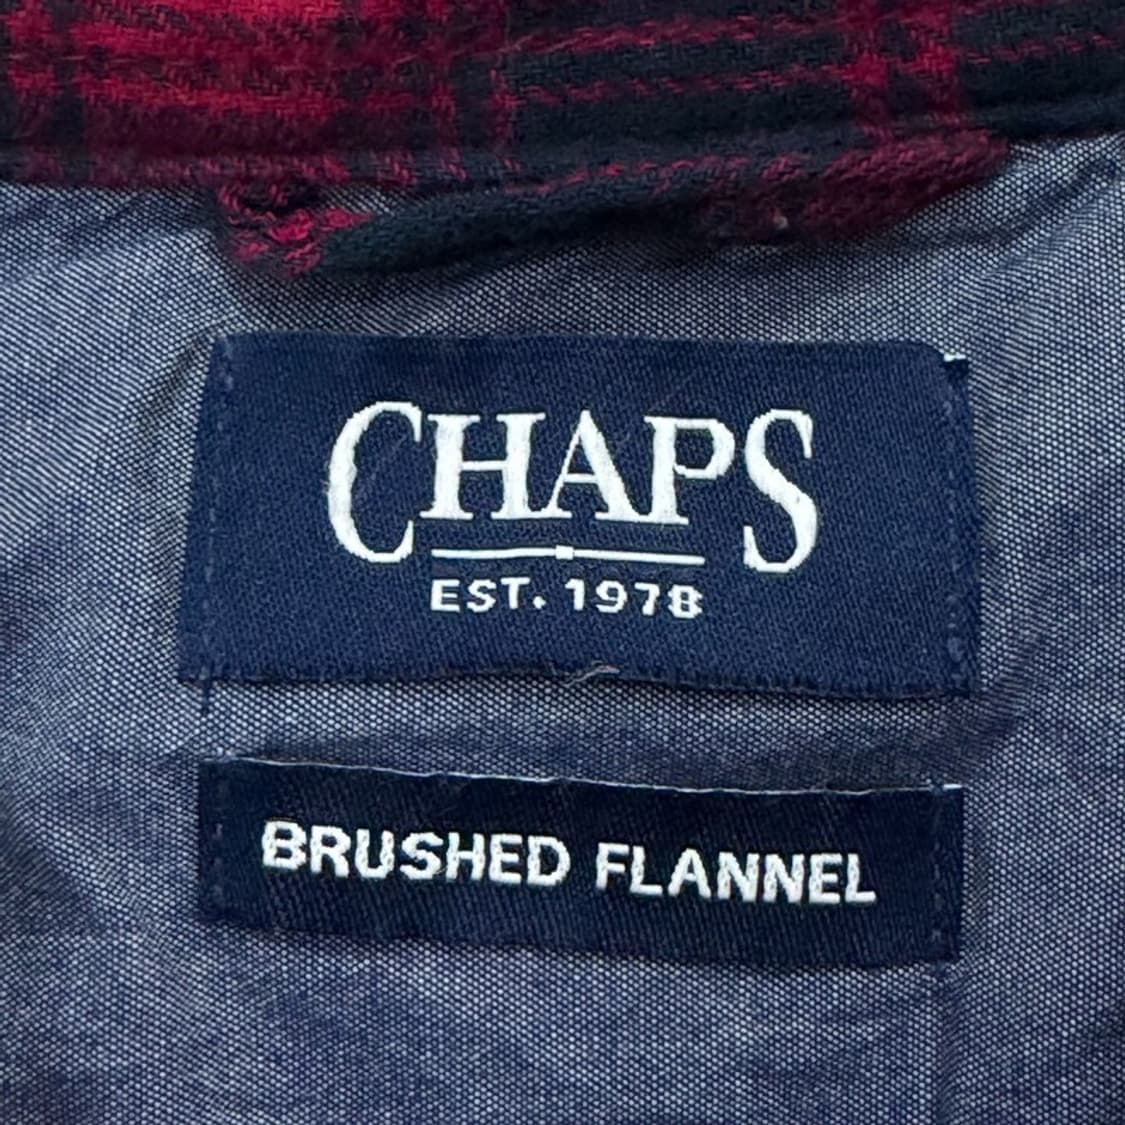 CHAPS
EST. 1978
BRUSHED FLANNEL